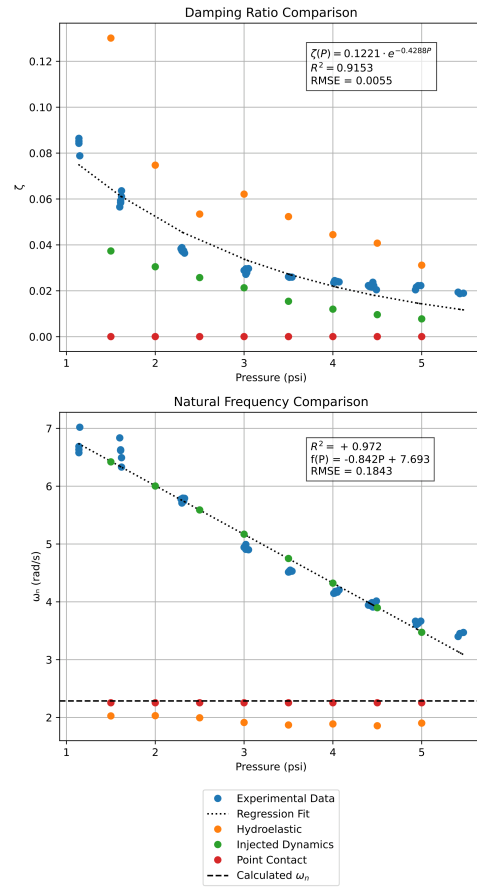 Damping Ratio Comparison
ζ(P) = 0.1221 · e^{-0.4288P}
R² = 0.9153
RMSE = 0.0055
0.12
0.10
0.08
0.06
0.04
0.02
0.00
ζ
1 2 3 4 5
Pressure (psi)
Natural Frequency Comparison
R² = + 0.972
f(P) = -0.842P + 7.693
RMSE = 0.1843
7
6
5
4
3
2
ωₙ (rad/s)
1 2 3 4 5
Pressure (psi)
Experimental Data
Regression Fit
Hydroelastic
Injected Dynamics
Point Contact
Calculated ωₙ